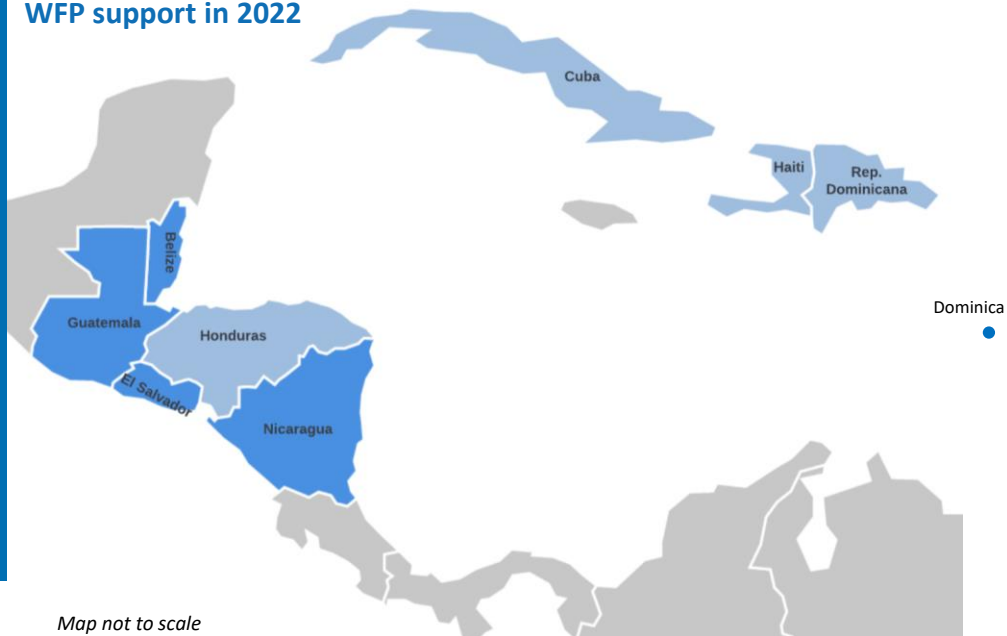 WFP support in 2022
Cuba
Haiti
Rep.
Dominicana
Belize
Dominica
Guatemala
Honduras
El Salvador
Nicaragua
Map not to scale